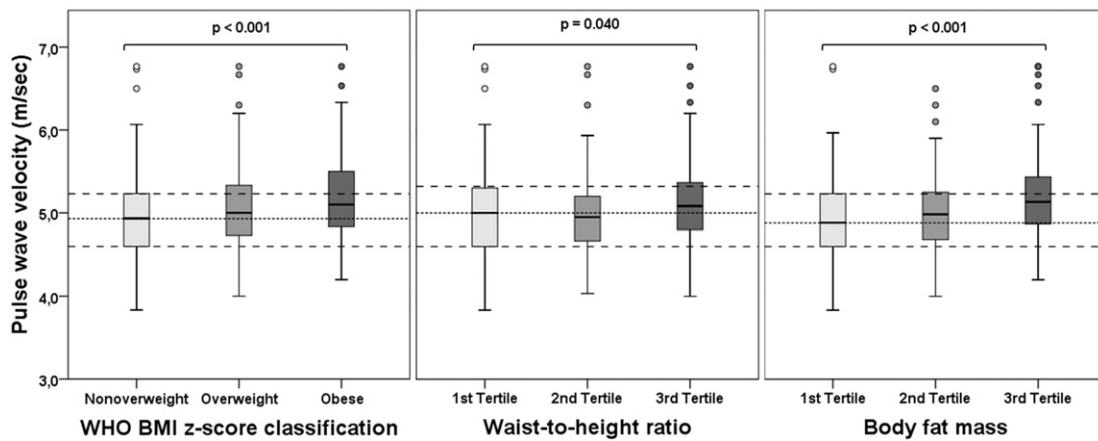 p < 0.001
p = 0.040
p < 0.001
Pulse wave velocity (m/sec)
7,0
6,0
5,0
4,0
3,0
Nonoverweight Overweight Obese
1st Tertile 2nd Tertile 3rd Tertile
1st Tertile 2nd Tertile 3rd Tertile
WHO BMI z-score classification
Waist-to-height ratio
Body fat mass